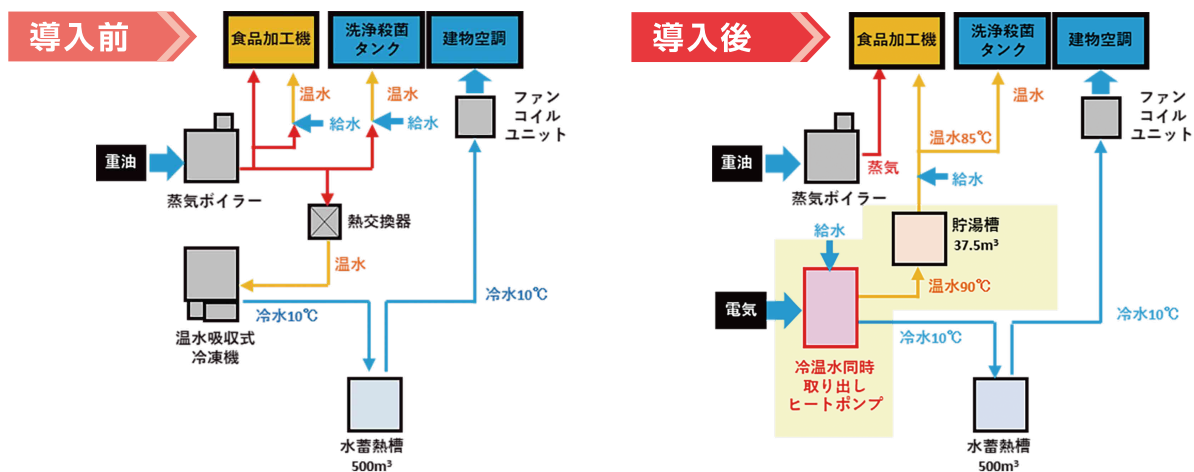 導入前
食品加工機
洗浄殺菌
タンク
建物空調
温水
温水
給水
給水
ファン
コイル
ユニット
重油
蒸気ボイラー
熱交換器
温水
冷水10℃
冷水10℃
温水吸収式
冷凍機
水蓄熱槽
500m³
導入後
食品加工機
洗浄殺菌
タンク
建物空調
温水
ファン
コイル
ユニット
温水85℃
重油
蒸気
蒸気ボイラー
給水
貯湯槽
37.5m³
給水
温水90℃
電気
冷水10℃
冷水10℃
冷温水同時
取り出し
ヒートポンプ
水蓄熱槽
500m³